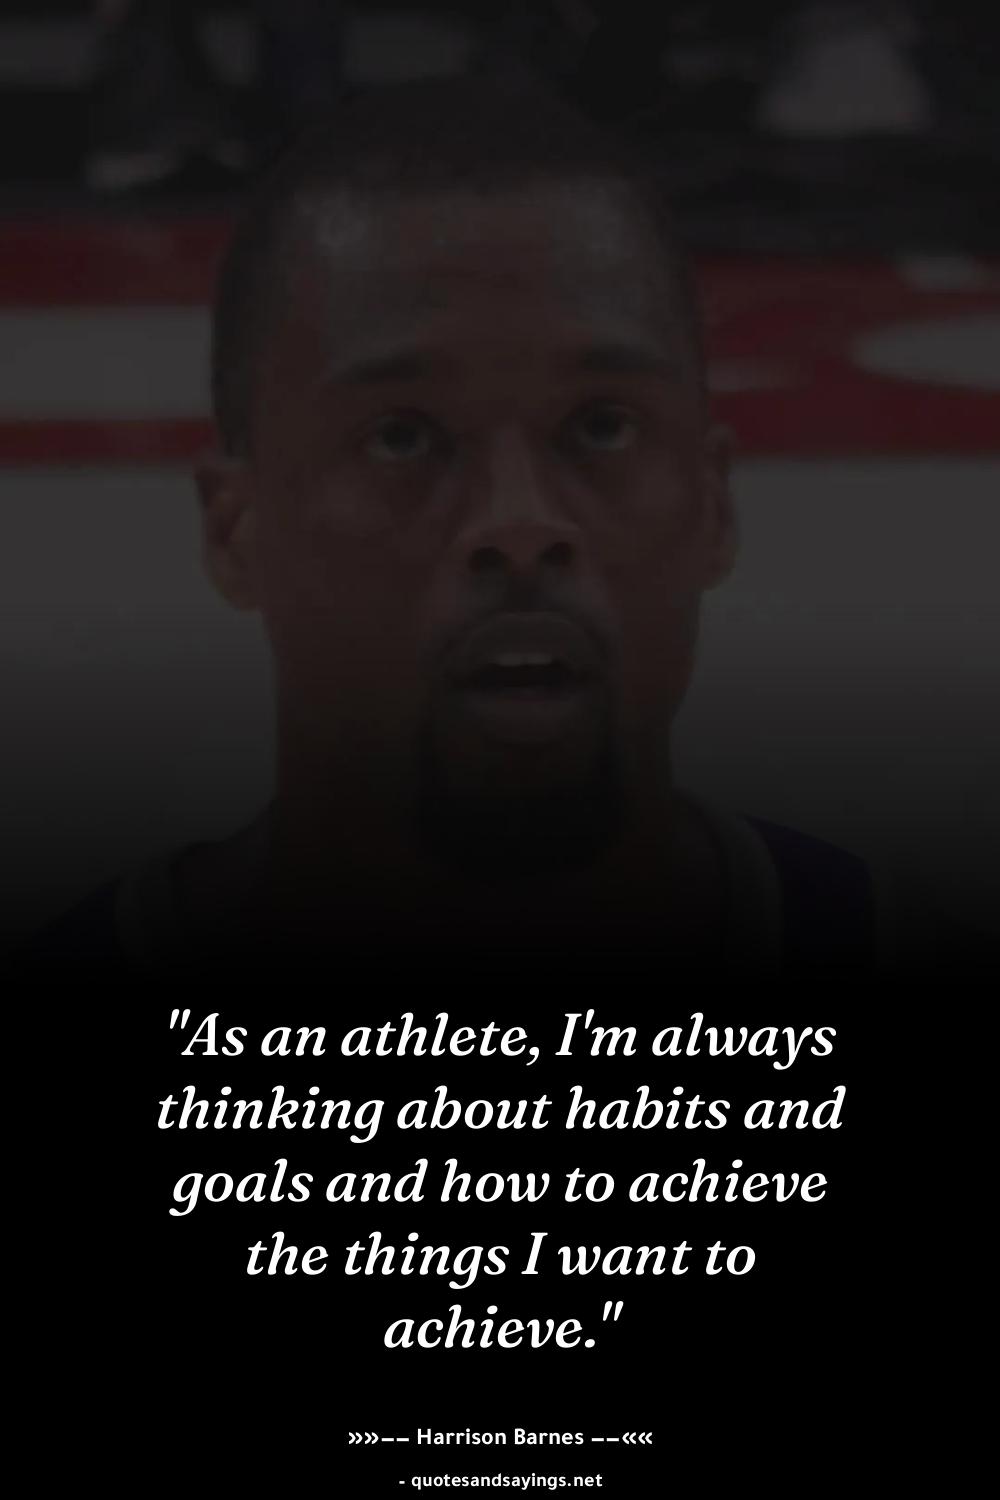 "As an athlete, I'm always
thinking about habits and
goals and how to achieve
the things I want to
achieve."
»»−− Harrison Barnes −−««
- quotesandsayings.net